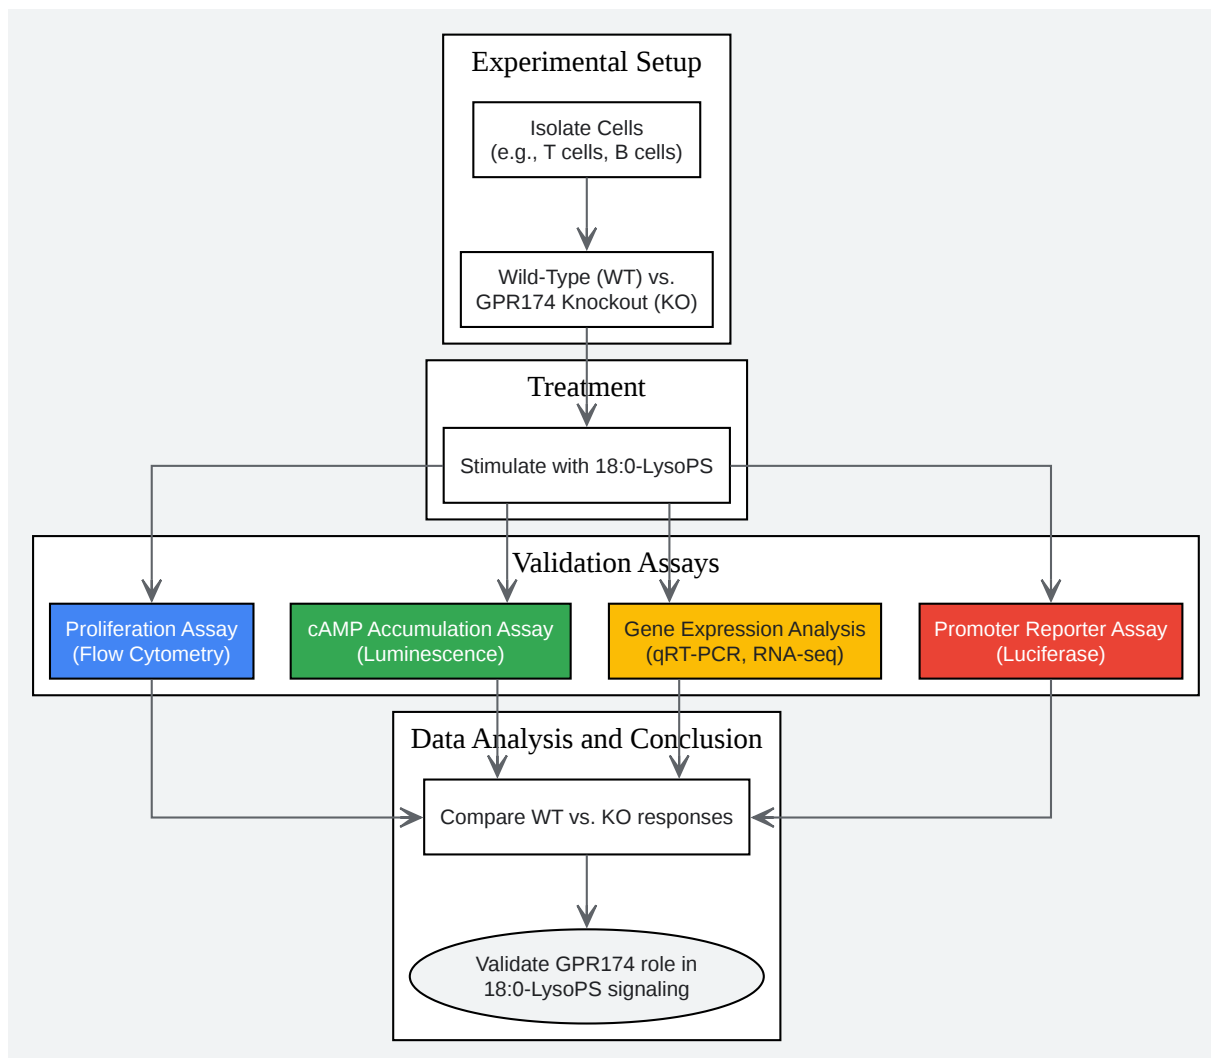 Experimental Setup
Isolate Cells
(e.g., T cells, B cells)
Wild-Type (WT) vs.
GPR174 Knockout (KO)
Treatment
Stimulate with 18:0-LysoPS
Validation Assays
Proliferation Assay
(Flow Cytometry)
cAMP Accumulation Assay
(Luminescence)
Gene Expression Analysis
(qRT-PCR, RNA-seq)
Promoter Reporter Assay
(Luciferase)
Data Analysis and Conclusion
Compare WT vs. KO responses
Validate GPR174 role in
18:0-LysoPS signaling